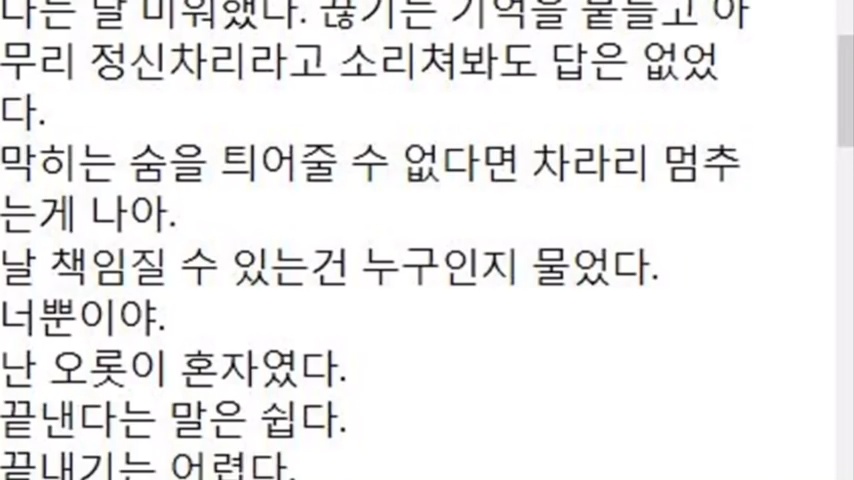 나는 날 미워했다. 끊기는 기억을 붙들고 아
무리 정신차리라고 소리쳐봐도 답은 없었
다.
막히는 숨을 틔어줄 수 없다면 차라리 멈추
는게 나아.
날 책임질 수 있는건 누구인지 물었다.
너뿐이야.
난 오롯이 혼자였다.
끝낸다는 말은 쉽다.
끝내기는 어렵다.